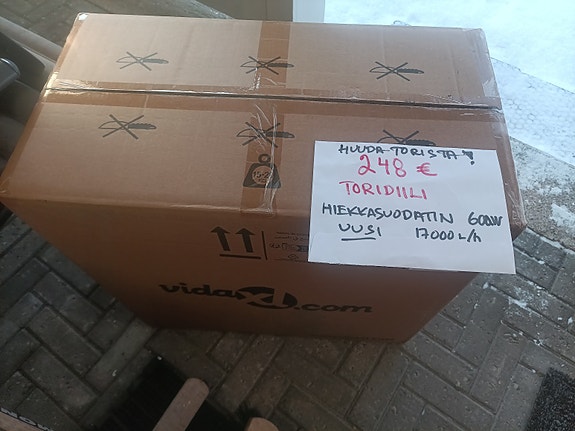 HUUDA TORISTA!
248 €
TORIDIILI
HIEKKASUODATIN 600W
UUSI 17000 L/h
vidaXL.com